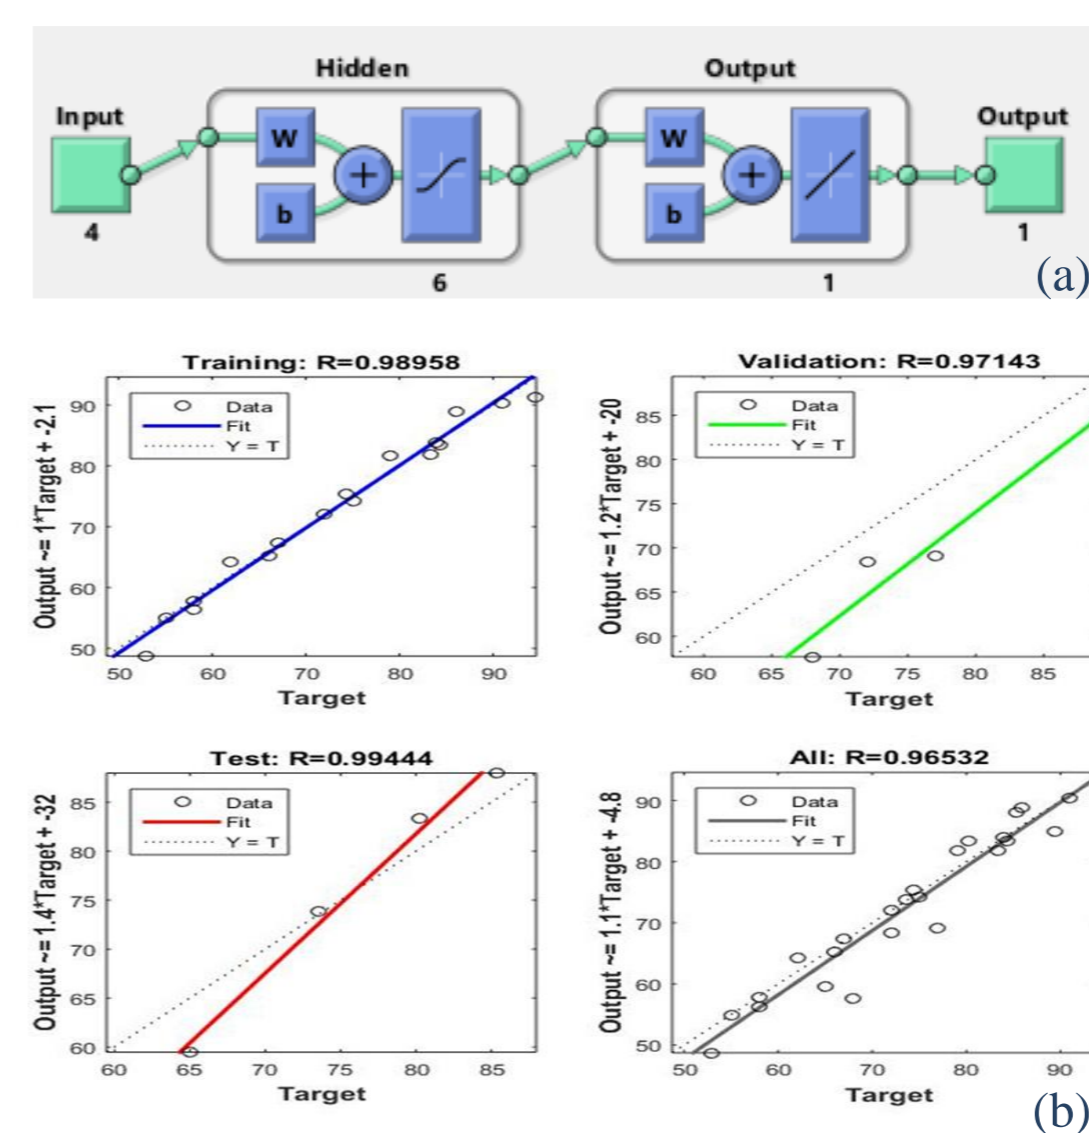 Hidden
Output
Input
Output
W
W
b
b
4
1
6
1
(a)
Training: R=0.98958
Output ~= 1*Target + -2.1
90
80
70
60
50
Data
Fit
Y = T
50 60 70 80 90
Target
Validation: R=0.97143
Output ~= 1.2*Target + -20
85
80
75
70
65
60
Data
Fit
Y = T
60 65 70 75 80 85
Target
Test: R=0.99444
Output ~= 1.4*Target + -32
85
80
75
70
65
60
Data
Fit
Y = T
60 65 70 75 80 85
Target
All: R=0.96532
Output ~= 1.1*Target + -4.8
90
80
70
60
50
Data
Fit
Y = T
50 60 70 80 90
Target
(b)